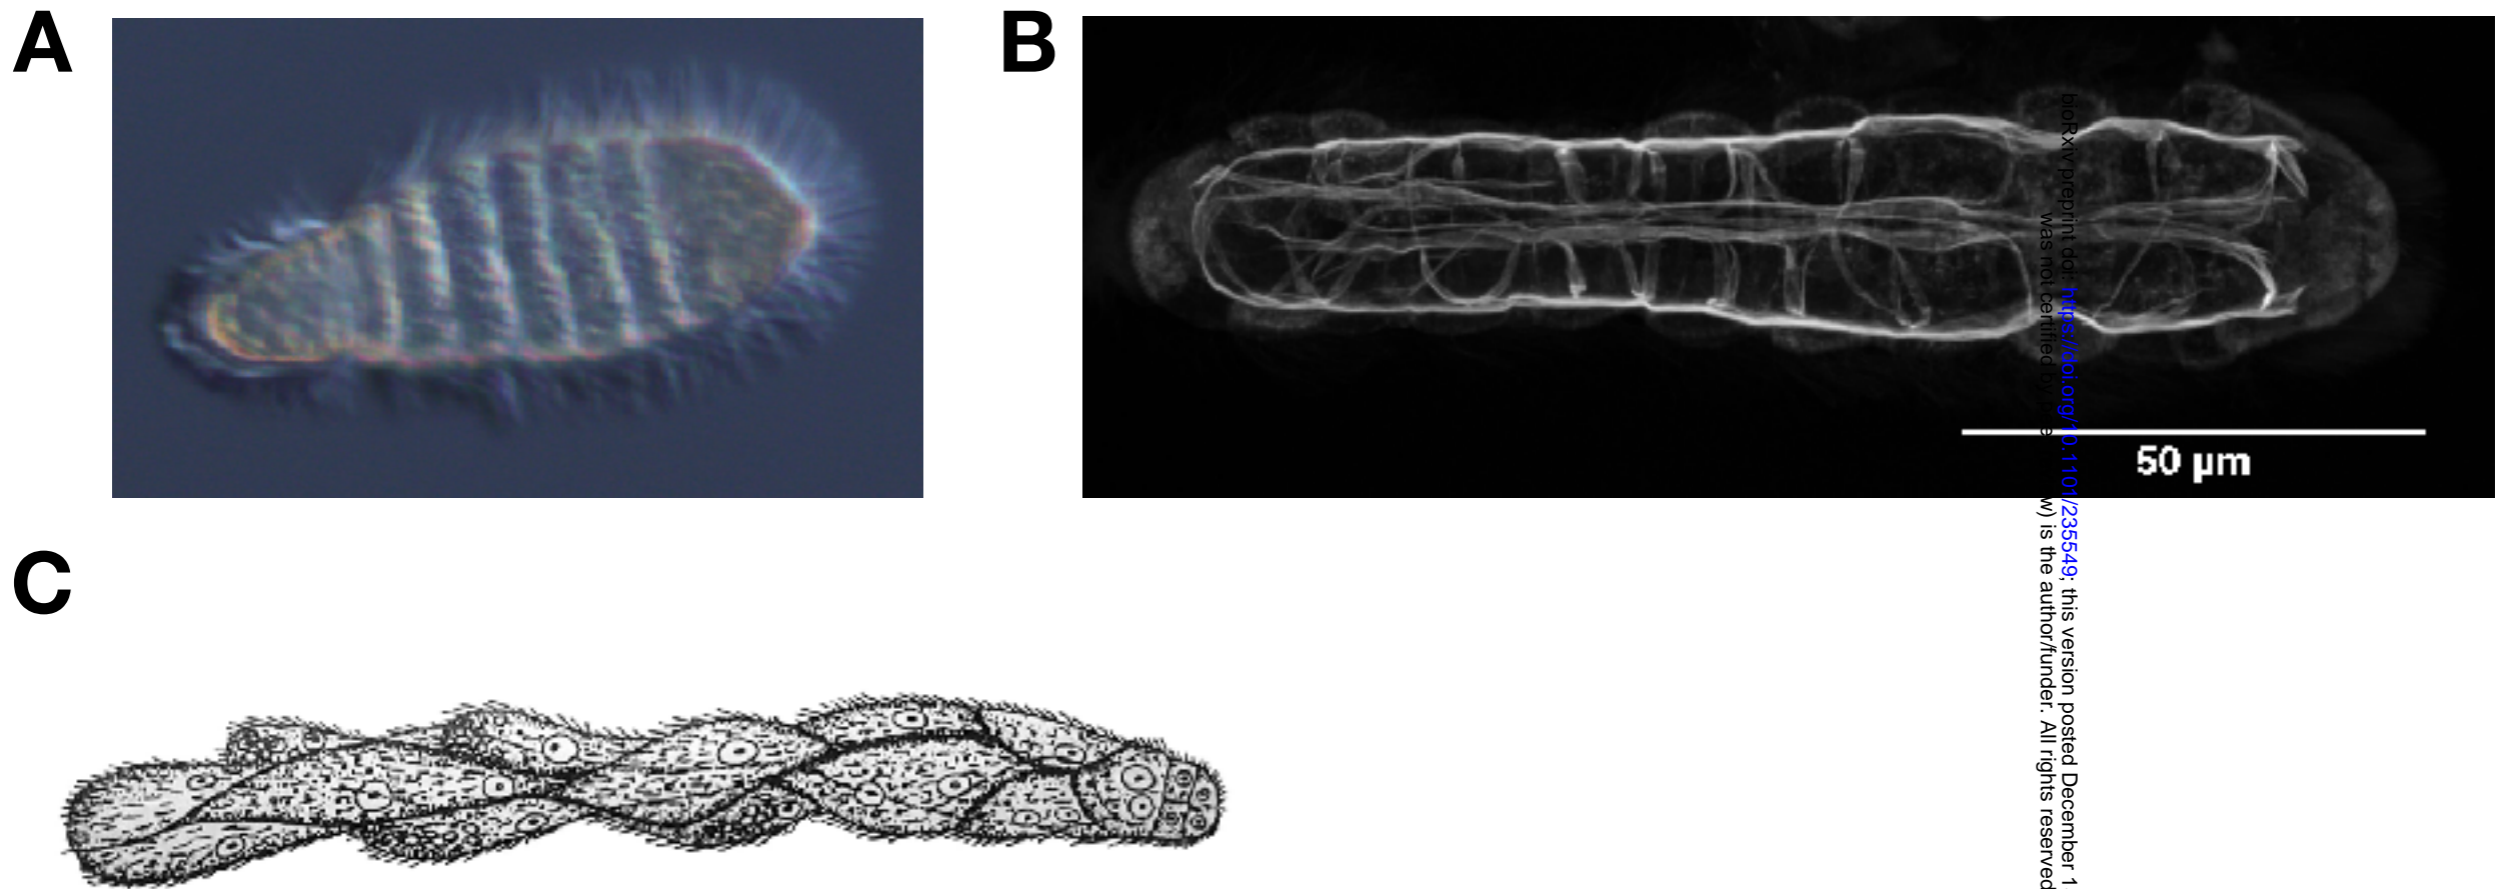 A
B
C
50 µm
bioRxiv preprint doi: https://doi.org/10.1101/235549; this version posted December 1
was not certified by
w) is the author/funder. All rights reserved